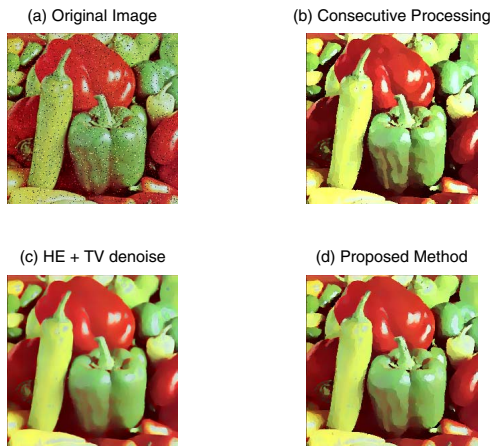 (a) Original Image
(b) Consecutive Processing
(c) HE + TV denoise
(d) Proposed Method